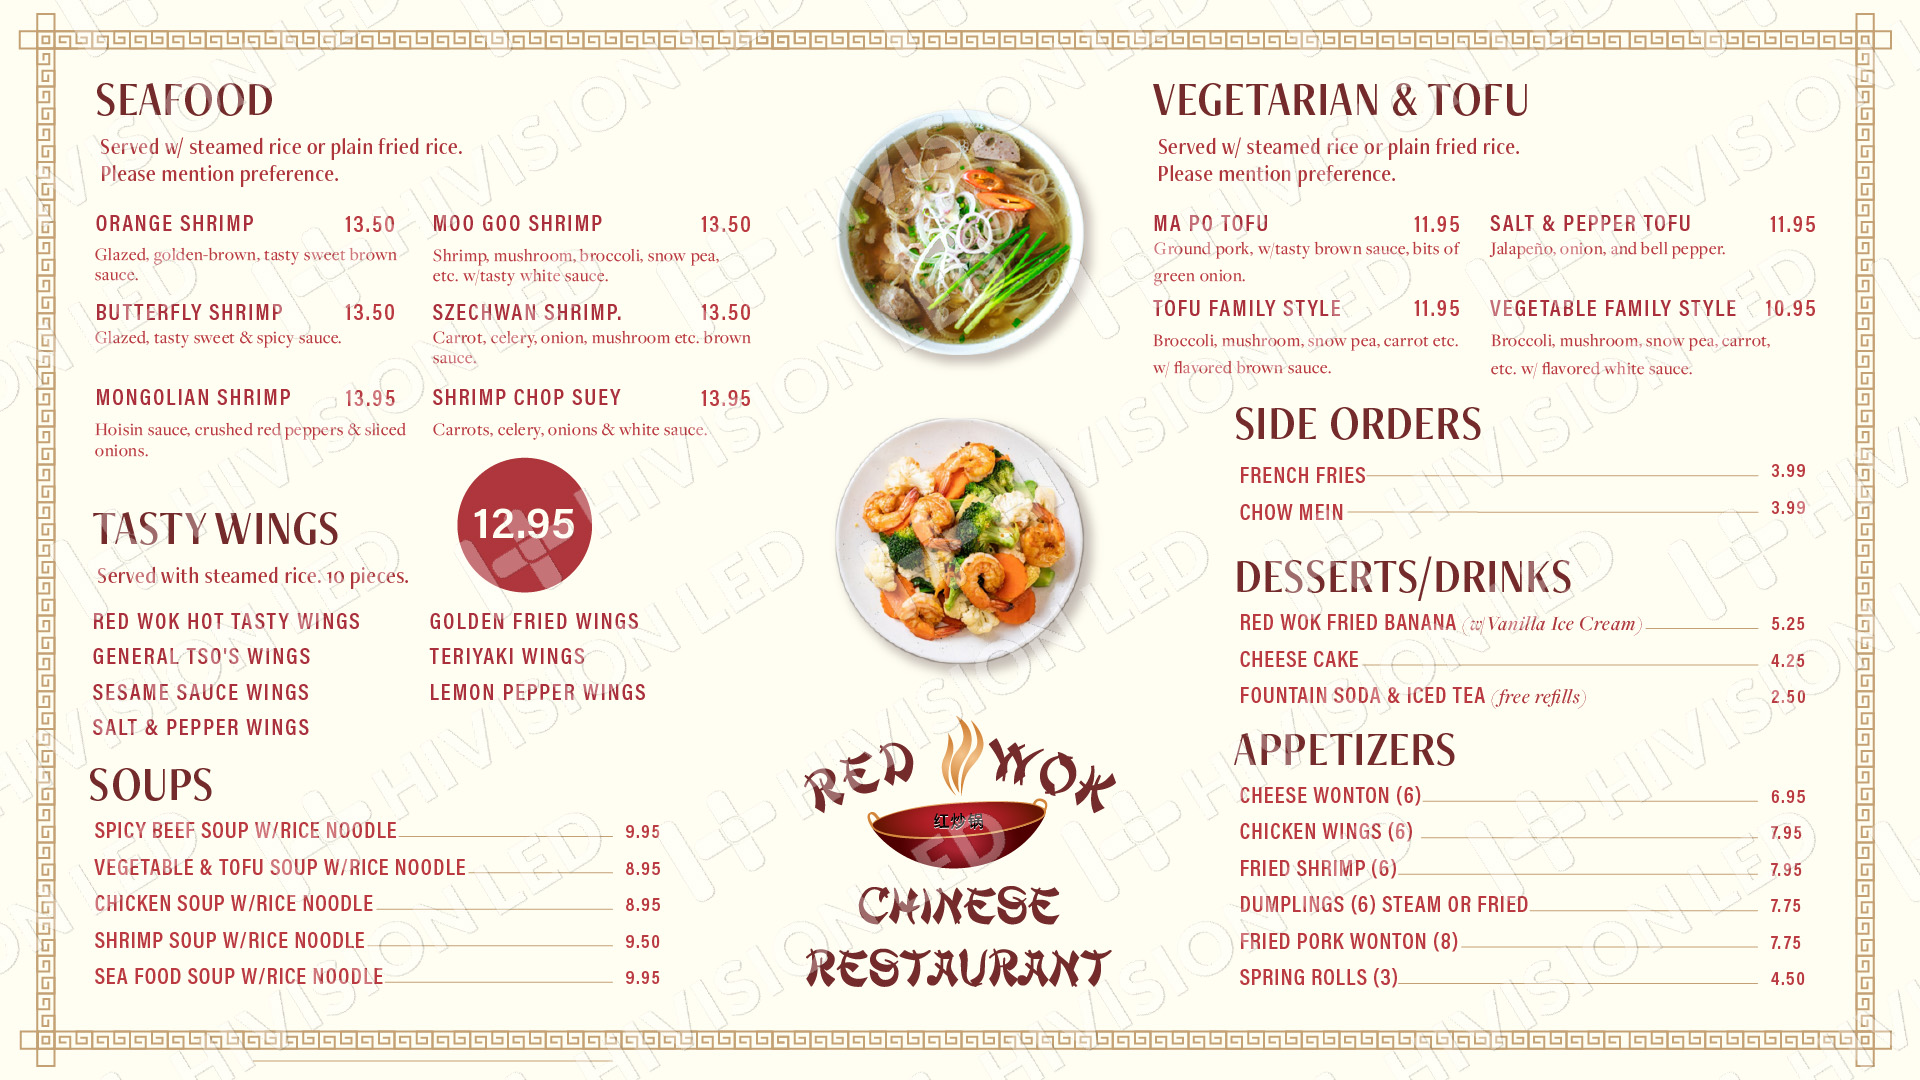 SEAFOOD
Served w/ steamed rice or plain fried rice.
Please mention preference.
ORANGE SHRIMP 13.50
Glazed, golden-brown, tasty sweet brown
sauce.
MOO GOO SHRIMP 13.50
Shrimp, mushroom, broccoli, snow pea,
etc. w/tasty white sauce.
BUTTERFLY SHRIMP 13.50
Glazed, tasty sweet & spicy sauce.
SZECHWAN SHRIMP. 13.50
Carrot, celery, onion, mushroom etc. brown
sauce.
MONGOLIAN SHRIMP 13.95
Hoisin sauce, crushed red peppers & sliced
onions.
SHRIMP CHOP SUEY 13.95
Carrots, celery, onions & white sauce.
TASTY WINGS
12.95
Served with steamed rice. 10 pieces.
RED WOK HOT TASTY WINGS
GENERAL TSO'S WINGS
SESAME SAUCE WINGS
SALT & PEPPER WINGS
GOLDEN FRIED WINGS
TERIYAKI WINGS
LEMON PEPPER WINGS
SOUPS
SPICY BEEF SOUP W/RICE NOODLE 9.95
VEGETABLE & TOFU SOUP W/RICE NOODLE 8.95
CHICKEN SOUP W/RICE NOODLE 8.95
SHRIMP SOUP W/RICE NOODLE 9.50
SEA FOOD SOUP W/RICE NOODLE 9.95
RED WOK
红炒锅
CHINESE
RESTAURANT
VEGETARIAN & TOFU
Served w/ steamed rice or plain fried rice.
Please mention preference.
MA PO TOFU 11.95
Ground pork, w/tasty brown sauce, bits of
green onion.
SALT & PEPPER TOFU 11.95
Jalapeño, onion, and bell pepper.
TOFU FAMILY STYLE 11.95
Broccoli, mushroom, snow pea, carrot etc.
w/ flavored brown sauce.
VEGETABLE FAMILY STYLE 10.95
Broccoli, mushroom, snow pea, carrot,
etc. w/ flavored white sauce.
SIDE ORDERS
FRENCH FRIES 3.99
CHOW MEIN 3.99
DESSERTS/DRINKS
RED WOK FRIED BANANA (w/Vanilla Ice Cream) 5.25
CHEESE CAKE 4.25
FOUNTAIN SODA & ICED TEA (free refills) 2.50
APPETIZERS
CHEESE WONTON (6) 6.95
CHICKEN WINGS (6) 7.95
FRIED SHRIMP (6) 7.95
DUMPLINGS (6) STEAM OR FRIED 7.75
FRIED PORK WONTON (8) 7.75
SPRING ROLLS (3) 4.50
HIVISION LED